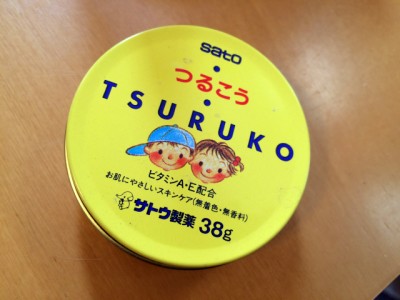 sato
つるこう
TSURUKO
ビタミンA・E配合
お肌にやさしいスキンケア(無着色・無香料)
サトウ製薬 38g